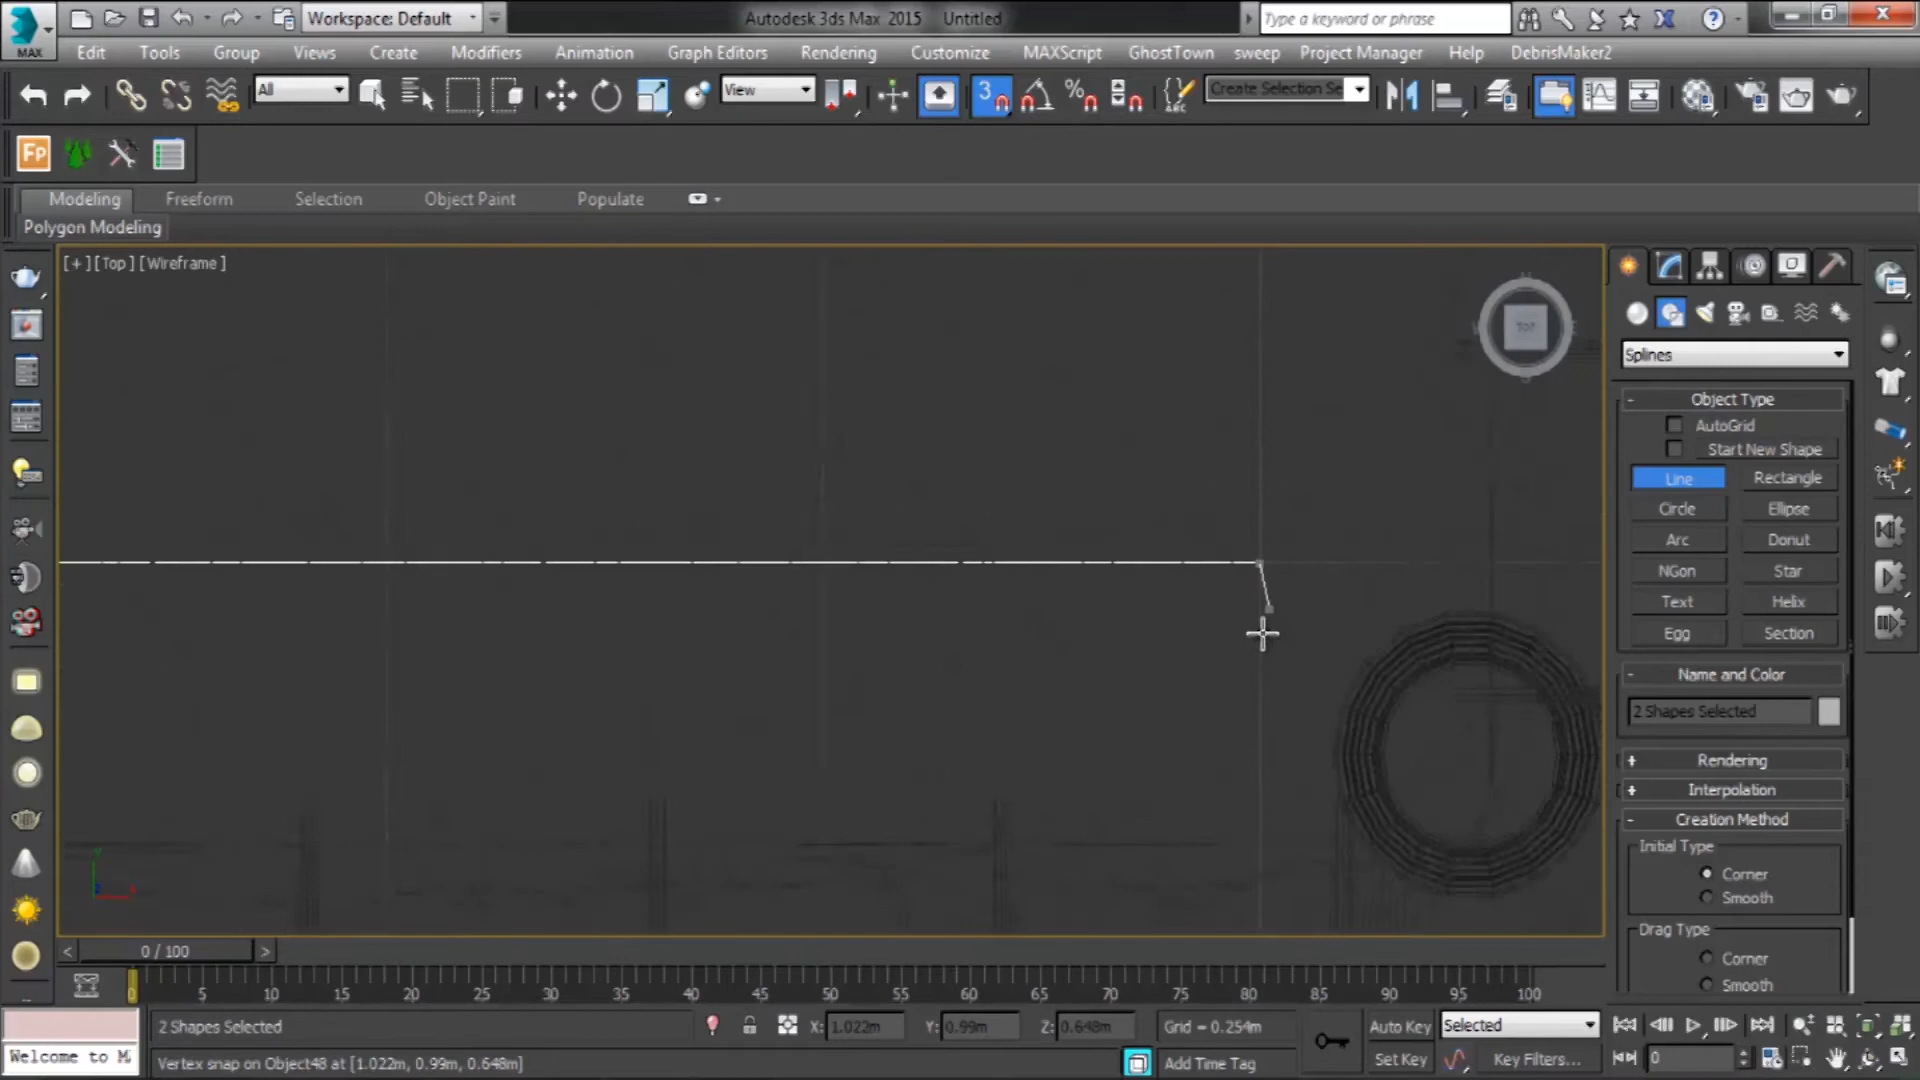 Workspace: Default
Autodesk 3ds Max 2015 Untitled
Type a keyword or phrase
MAX
Edit Tools Group Views Create Modifiers Animation Graph Editors Rendering Customize MAXScript GhostTown sweep Project Manager Help DebrisMaker2
All View 3 % ABC Create Selection Se
Fp
Modeling Freeform Selection Object Paint Populate
Polygon Modeling
[+][Top][Wireframe]
TOP
Splines
- Object Type
AutoGrid
Start New Shape
Line Rectangle
Circle Ellipse
Arc Donut
NGon Star
Text Helix
Egg Section
- Name and Color
2 Shapes Selected
+ Rendering
+ Interpolation
- Creation Method
Initial Type
Corner
Smooth
Drag Type
Corner
Smooth
< 0 / 100 >
0 5 10 15 20 25 30 35 40 45 50 55 60 65 70 75 80 85 90 95 100
2 Shapes Selected X: 1.022m Y: 0.99m Z: 0.648m Grid = 0.254m Auto Key Selected
Welcome to M Vertex snap on Object48 at [1.022m, 0.99m, 0.648m] Add Time Tag Set Key Key Filters... 0